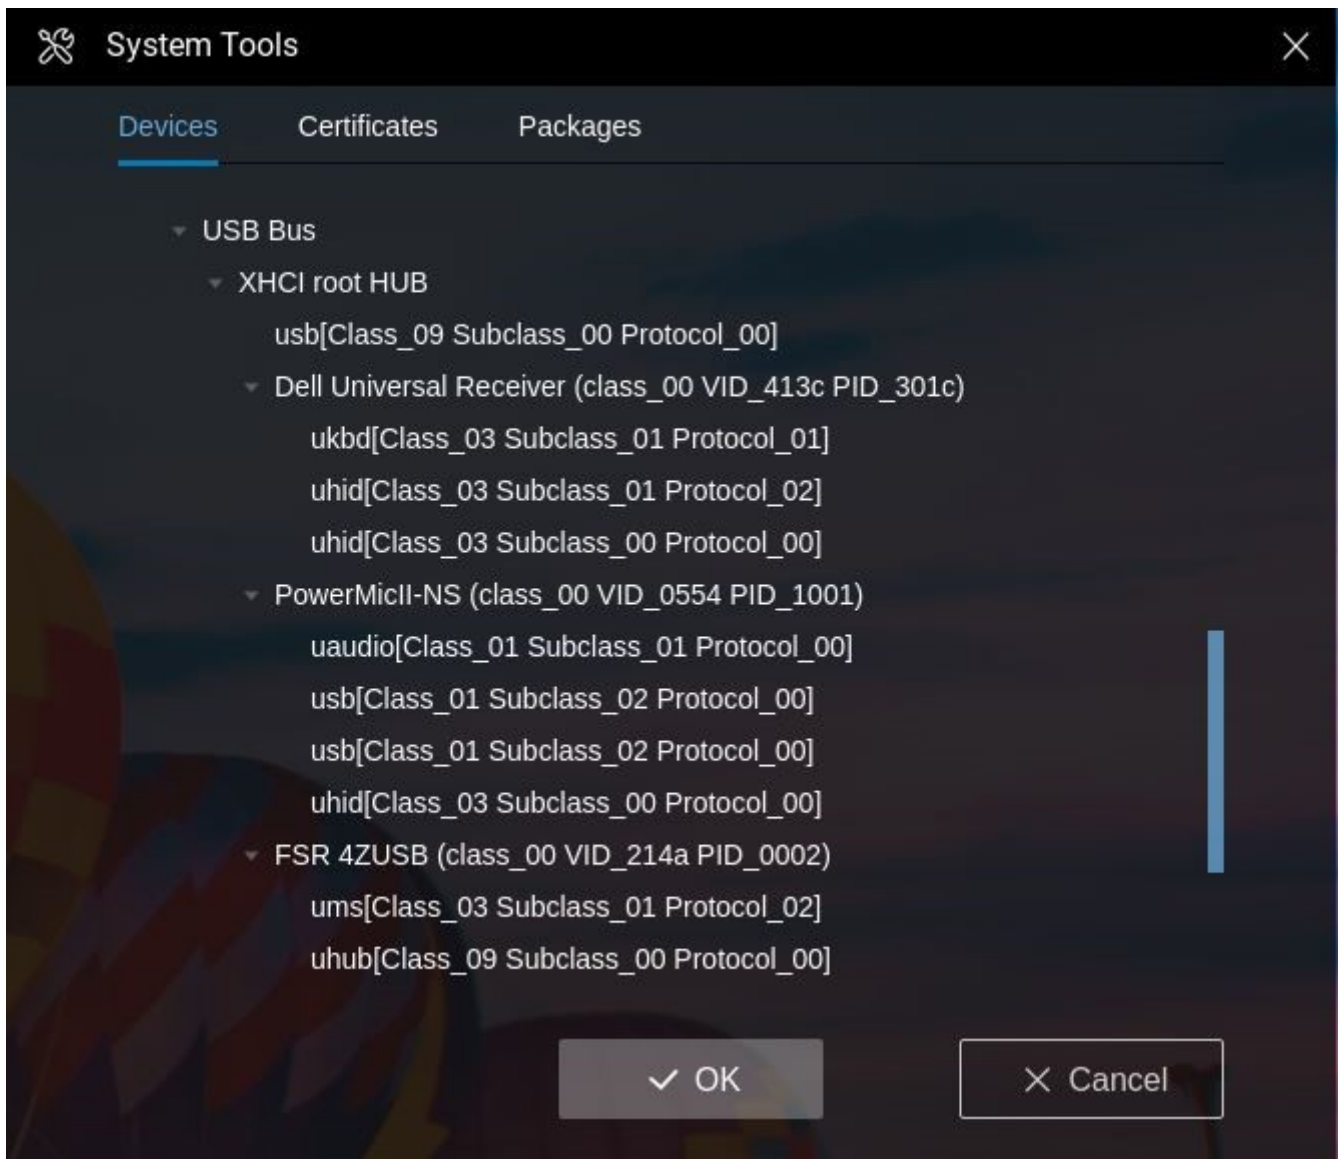 System Tools
Devices Certificates Packages
USB Bus
XHCI root HUB
usb[Class_09 Subclass_00 Protocol_00]
Dell Universal Receiver (class_00 VID_413c PID_301c)
ukbd[Class_03 Subclass_01 Protocol_01]
uhid[Class_03 Subclass_01 Protocol_02]
uhid[Class_03 Subclass_00 Protocol_00]
PowerMicII-NS (class_00 VID_0554 PID_1001)
uaudio[Class_01 Subclass_01 Protocol_00]
usb[Class_01 Subclass_02 Protocol_00]
usb[Class_01 Subclass_02 Protocol_00]
uhid[Class_03 Subclass_00 Protocol_00]
FSR 4ZUSB (class_00 VID_214a PID_0002)
ums[Class_03 Subclass_01 Protocol_02]
uhub[Class_09 Subclass_00 Protocol_00]
OK Cancel